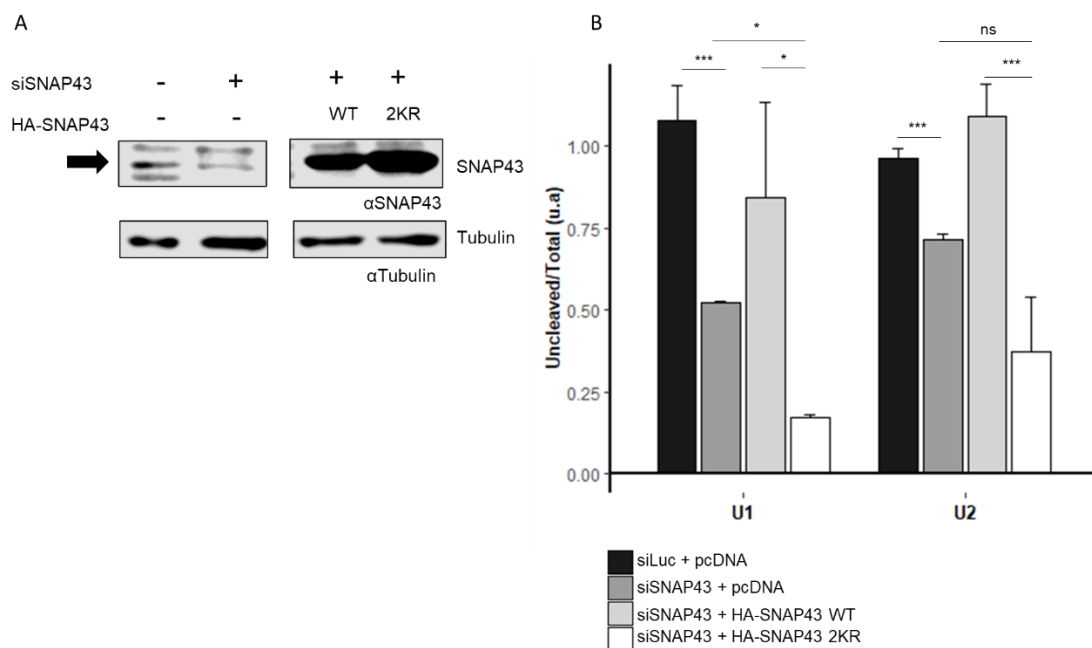 A
siSNAP43 - + + +
HA-SNAP43 - - WT 2KR
SNAP43
αSNAP43
Tubulin
αTubulin
B
* ns
*** * *** ***
Uncleaved/Total (u.a)
1.00
0.75
0.50
0.25
0.00
U1 U2
siLuc + pcDNA
siSNAP43 + pcDNA
siSNAP43 + HA-SNAP43 WT
siSNAP43 + HA-SNAP43 2KR